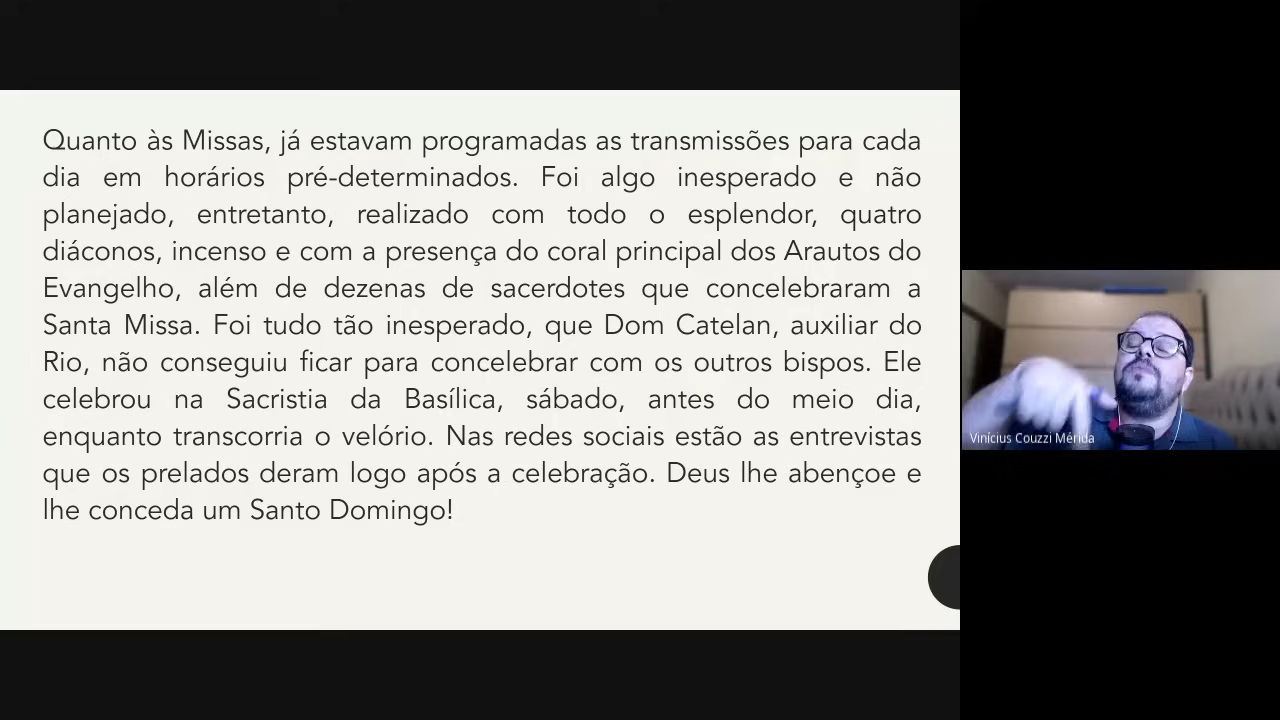 Quanto às Missas, já estavam programadas as transmissões para cada
dia em horários pré-determinados. Foi algo inesperado e não
planejado, entretanto, realizado com todo o esplendor, quatro
diáconos, incenso e com a presença do coral principal dos Arautos do
Evangelho, além de dezenas de sacerdotes que concelebraram a
Santa Missa. Foi tudo tão inesperado, que Dom Catelan, auxiliar do
Rio, não conseguiu ficar para concelebrar com os outros bispos. Ele
celebrou na Sacristia da Basílica, sábado, antes do meio dia,
enquanto transcorria o velório. Nas redes sociais estão as entrevistas
que os prelados deram logo após a celebração. Deus lhe abençoe e
lhe conceda um Santo Domingo!
Vinícius Couzzi Mérida